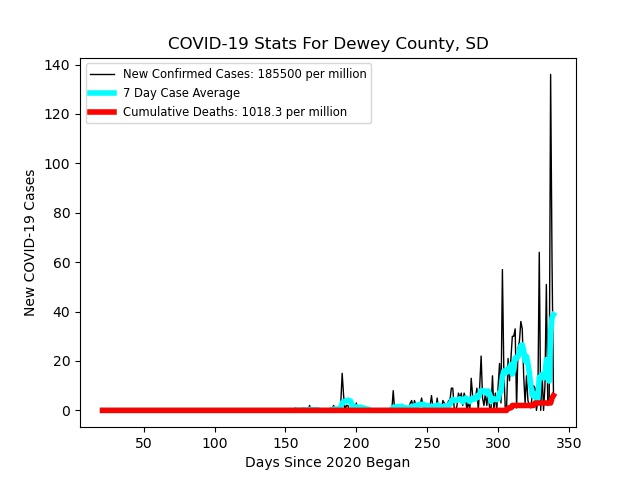 COVID-19 Stats For Dewey County, SD
New Confirmed Cases: 185500 per million
7 Day Case Average
Cumulative Deaths: 1018.3 per million
New COVID-19 Cases
140
120
100
80
60
40
20
0
50 100 150 200 250 300 350
Days Since 2020 Began